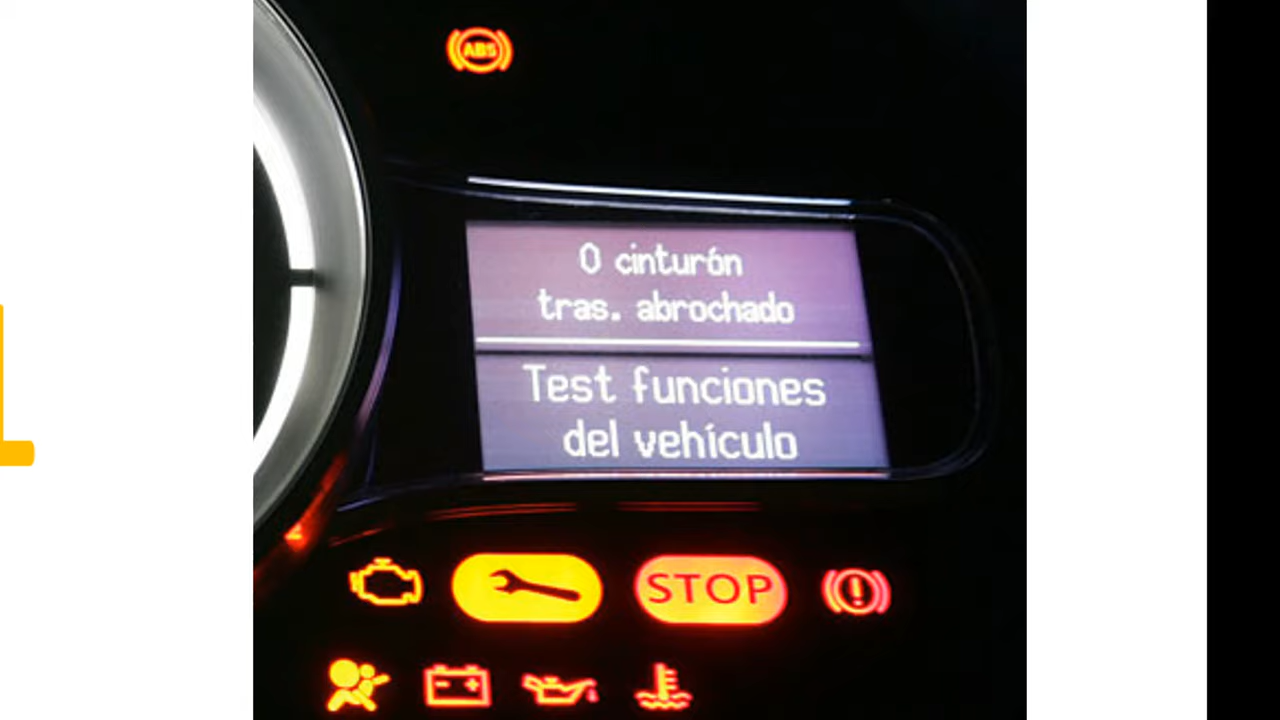 ABS
0 cinturón
tras. abrochado
Test funciones
del vehículo
STOP